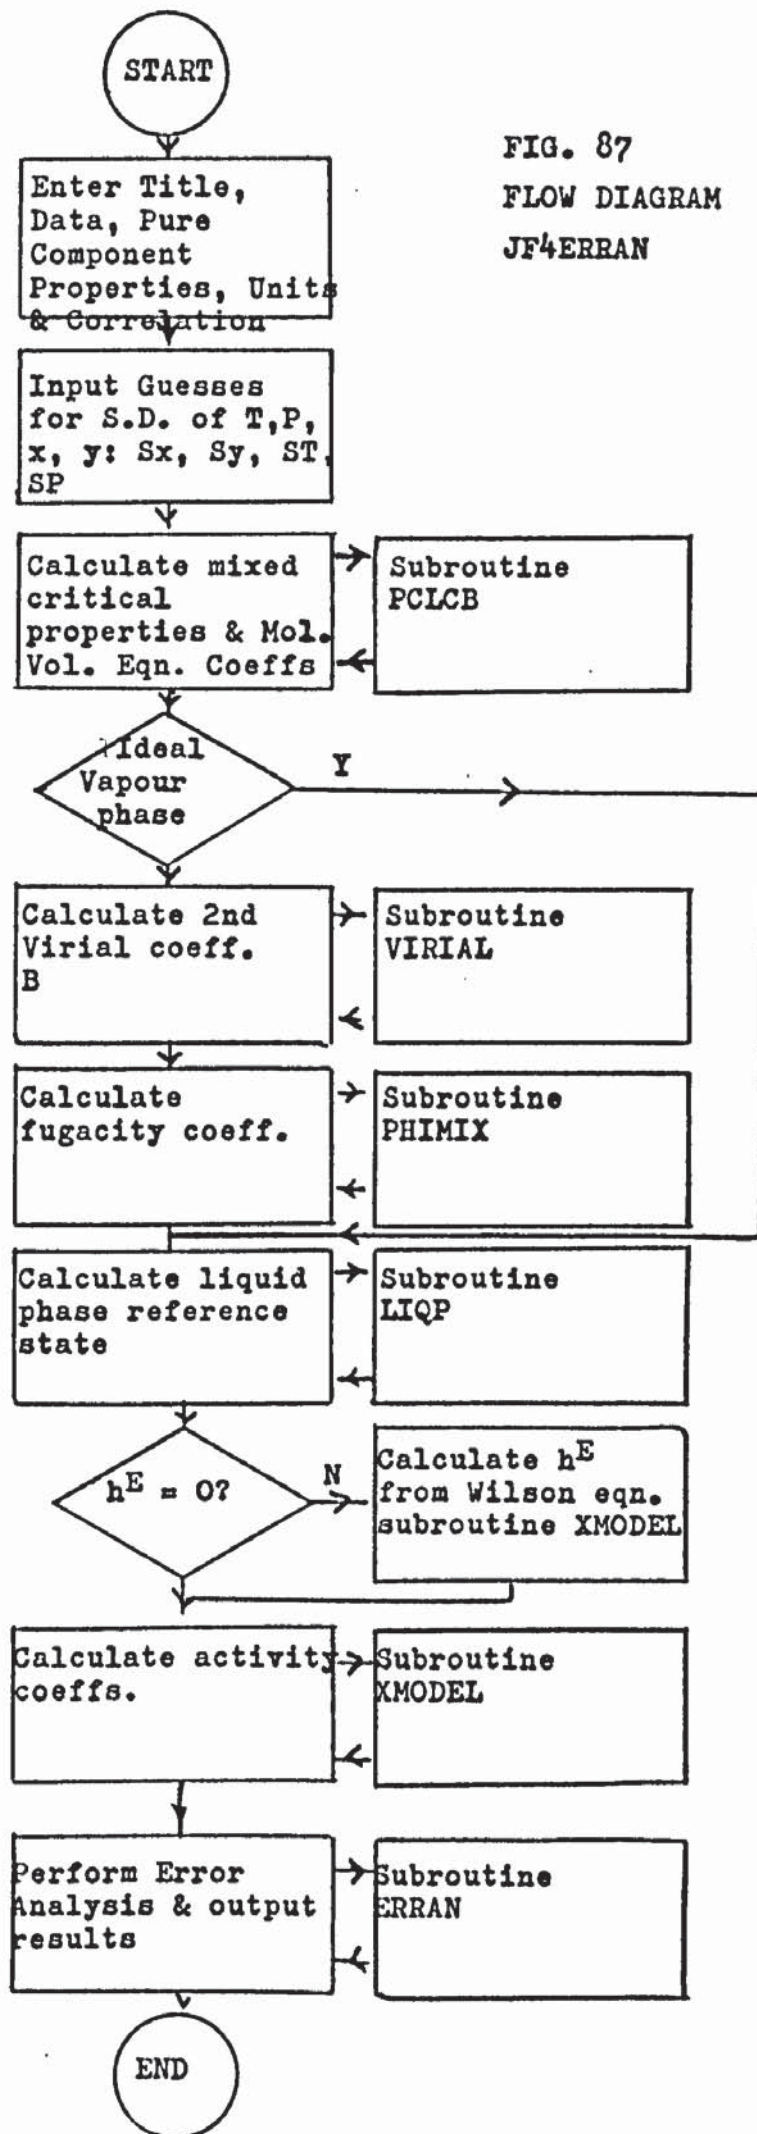 START
FIG. 87
FLOW DIAGRAM
JF4ERRAN
Enter Title,
Data, Pure
Component
Properties, Units
& Correlation
Input Guesses
for S.D. of T,P,
x, y: Sx, Sy, ST,
SP
Calculate mixed
critical
properties & Mol.
Vol. Eqn. Coeffs
Subroutine
PCLCB
Ideal
Vapour
phase
Y
Calculate 2nd
Virial coeff.
B
Subroutine
VIRIAL
Calculate
fugacity coeff.
Subroutine
PHIMIX
Calculate liquid
phase reference
state
Subroutine
LIQP
hE = 0?
N
Calculate hE
from Wilson eqn.
subroutine XMODEL
Calculate activity
coeffs.
Subroutine
XMODEL
Perform Error
Analysis & output
results
Subroutine
ERRAN
END